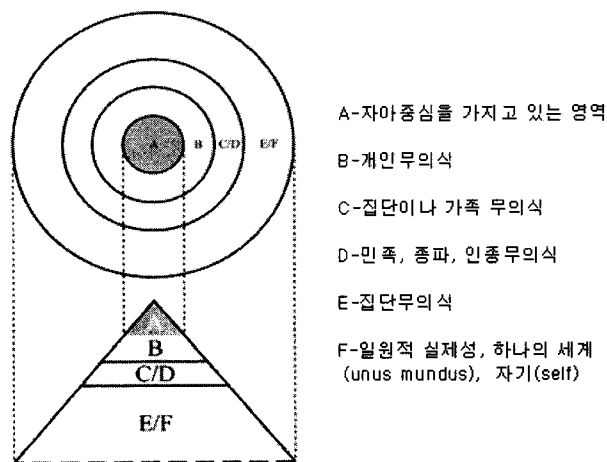 A B C/D E/F
A
B
C/D
E/F
A-자아중심을 가지고 있는 영역
B-개인무의식
C-집단이나 가족 무의식
D-민족, 종파, 인종무의식
E-집단무의식
F-일원적 실제성, 하나의 세계
(unus mundus), 자기(self)